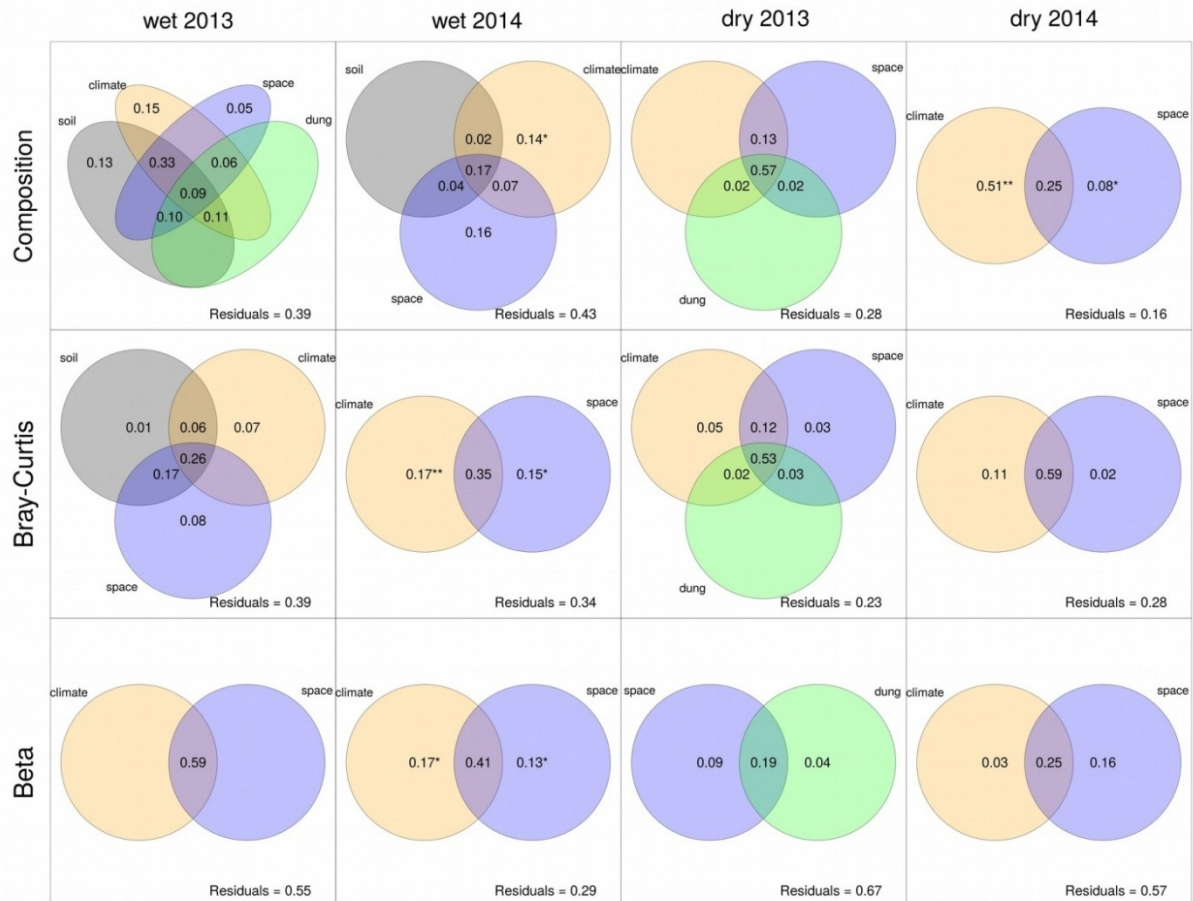 wet 2013
wet 2014
dry 2013
dry 2014
Composition
climate
space
soil
dung
0.15
0.05
0.13
0.33
0.06
0.09
0.10
0.11
Residuals = 0.39
soil
climate
0.02
0.14*
0.17
0.04
0.07
0.16
space
Residuals = 0.43
climate
space
0.13
0.57
0.02
0.02
dung
Residuals = 0.28
climate
space
0.51**
0.25
0.08*
Residuals = 0.16
Bray-Curtis
soil
climate
0.01
0.06
0.07
0.26
0.17
0.08
space
Residuals = 0.39
climate
space
0.17**
0.35
0.15*
Residuals = 0.34
climate
space
0.05
0.12
0.03
0.53
0.02
0.03
dung
Residuals = 0.23
climate
space
0.11
0.59
0.02
Residuals = 0.28
Beta
climate
space
0.59
Residuals = 0.55
climate
space
0.17*
0.41
0.13*
Residuals = 0.29
space
dung
0.09
0.19
0.04
Residuals = 0.67
climate
space
0.03
0.25
0.16
Residuals = 0.57